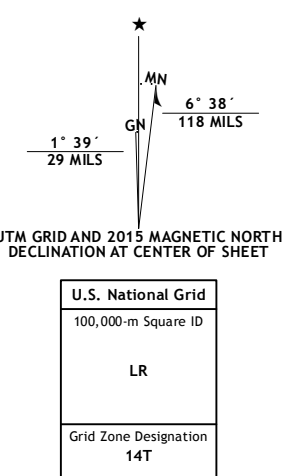 ★
MN
GN
6° 38´
118 MILS
1° 39´
29 MILS
UTM GRID AND 2015 MAGNETIC NORTH
DECLINATION AT CENTER OF SHEET
U.S. National Grid
100,000-m Square ID
LR
Grid Zone Designation
14T